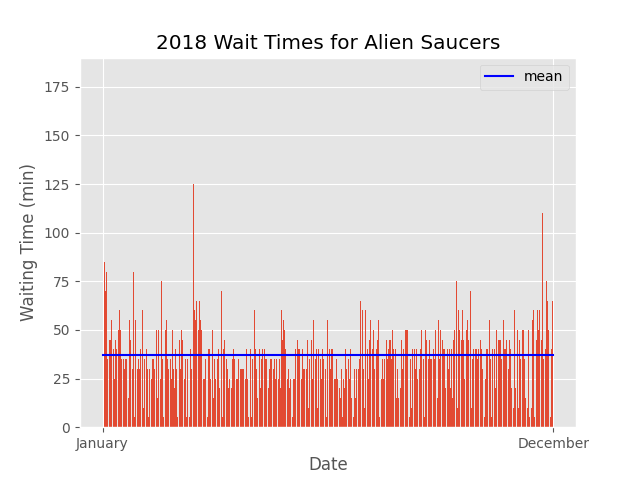 2018 Wait Times for Alien Saucers
mean
175
150
125
100
75
50
25
0
Waiting Time (min)
January
December
Date